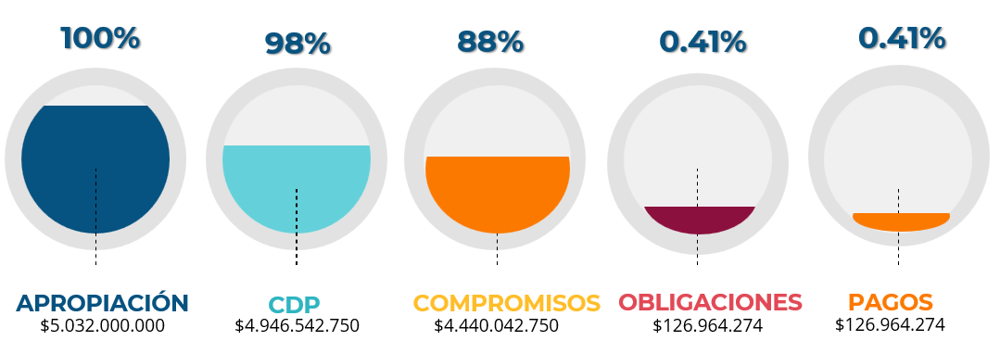 100%
98%
88%
0.41%
0.41%
APROPIACIÓN
$5.032.000.000
CDP
$4.946.542.750
COMPROMISOS
$4.440.042.750
OBLIGACIONES
$126.964.274
PAGOS
$126.964.274